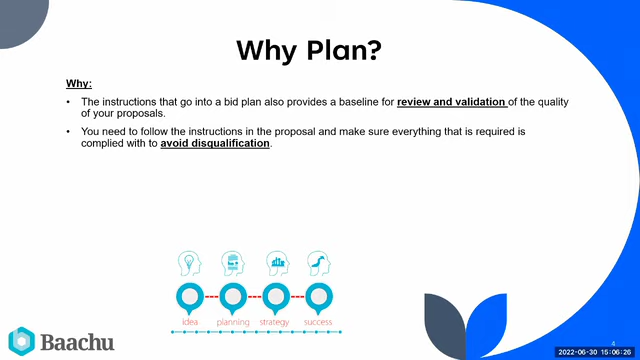 Why Plan?
Why:
• The instructions that go into a bid plan also provides a baseline for review and validation of the quality
of your proposals.
• You need to follow the instructions in the proposal and make sure everything that is required is
complied with to avoid disqualification.
idea planning strategy success
Baachu
4
2022-06-30 15:06:26